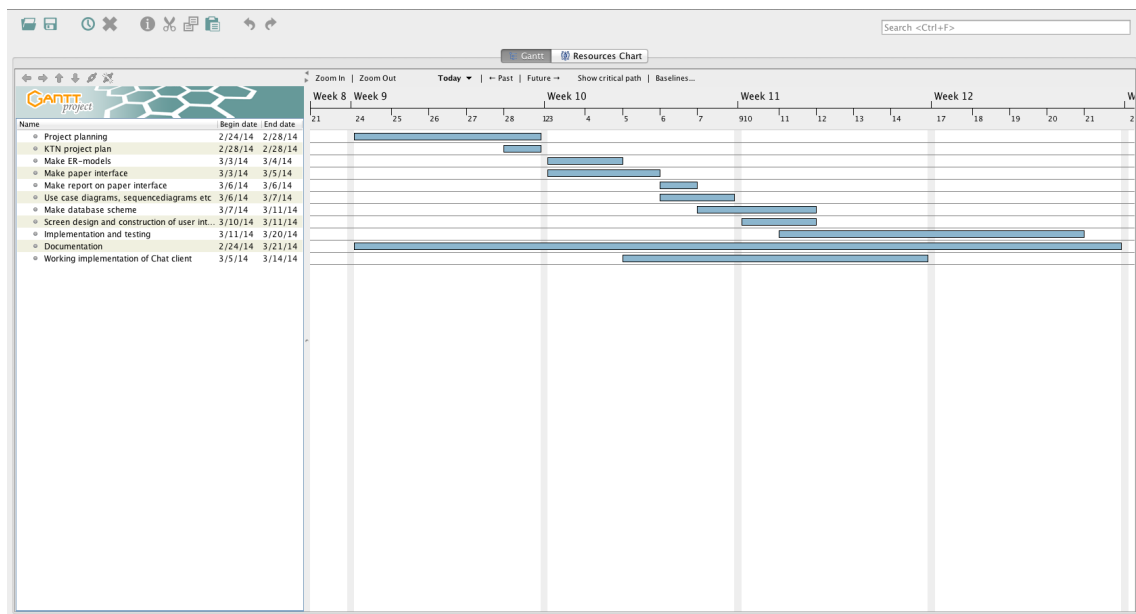 Search <Ctrl+F>
Gantt Resources Chart
Zoom In | Zoom Out Today ▾ | ← Past | Future → Show critical path | Baselines...
GANTT project
Week 8 Week 9 Week 10 Week 11 Week 12 W
21 24 25 26 27 28 123 4 5 6 7 910 11 12 13 14 17 18 19 20 21 2
Name Begin date End date
Project planning 2/24/14 2/28/14
KTN project plan 2/28/14 2/28/14
Make ER-models 3/3/14 3/4/14
Make paper interface 3/3/14 3/5/14
Make report on paper interface 3/6/14 3/6/14
Use case diagrams, sequencediagrams etc 3/6/14 3/7/14
Make database scheme 3/7/14 3/11/14
Screen design and construction of user int... 3/10/14 3/11/14
Implementation and testing 3/11/14 3/20/14
Documentation 2/24/14 3/21/14
Working implementation of Chat client 3/5/14 3/14/14